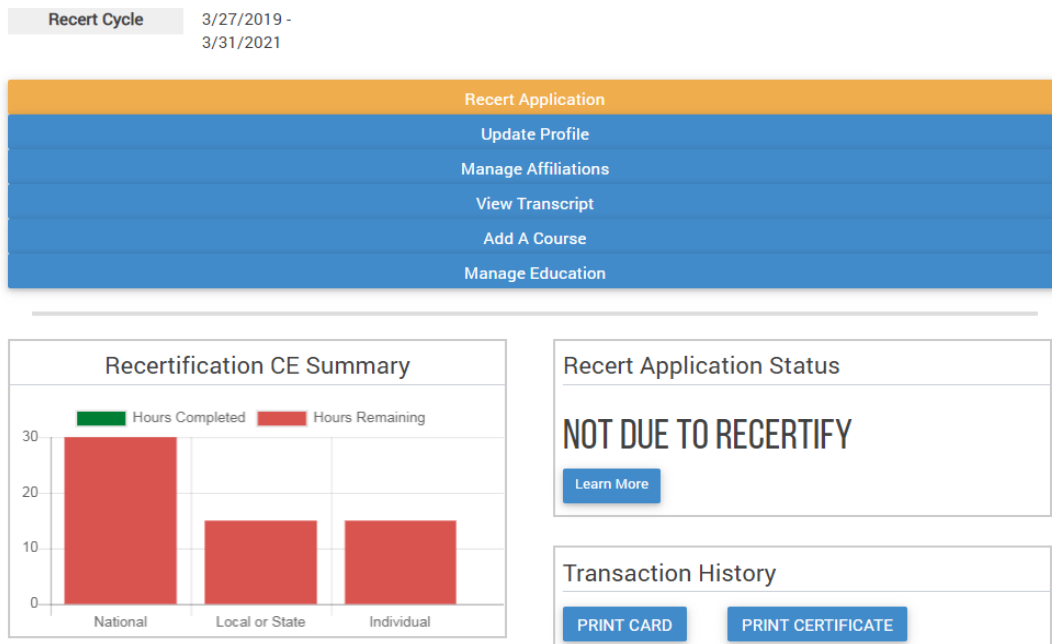 Recert Cycle 3/27/2019 -
3/31/2021
Recert Application
Update Profile
Manage Affiliations
View Transcript
Add A Course
Manage Education
Recertification CE Summary
Hours Completed Hours Remaining
30
20
10
0
National Local or State Individual
Recert Application Status
NOT DUE TO RECERTIFY
Learn More
Transaction History
PRINT CARD PRINT CERTIFICATE